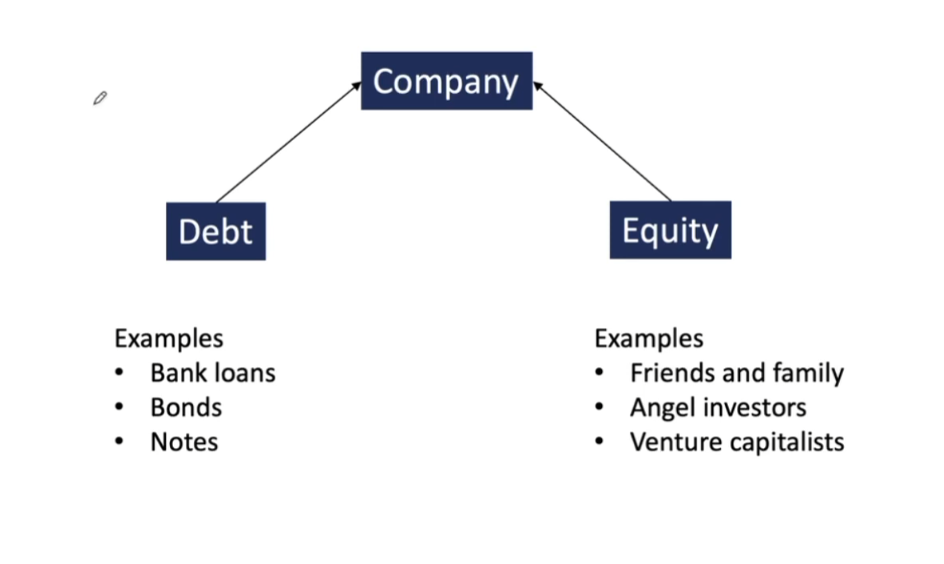 Company
Debt
Equity
Examples
• Bank loans
• Bonds
• Notes
Examples
• Friends and family
• Angel investors
• Venture capitalists